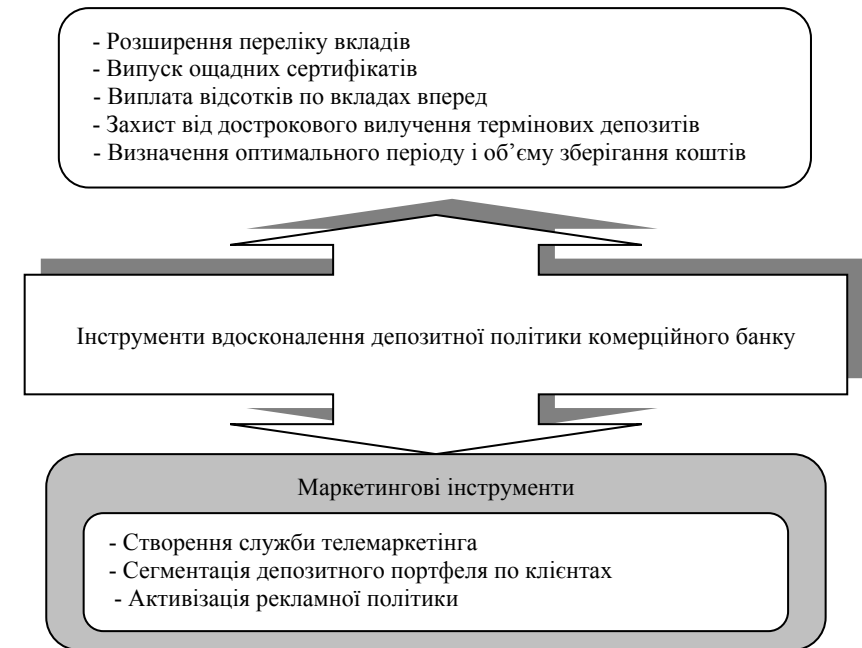 - Розширення переліку вкладів
- Випуск ощадних сертифікатів
- Виплата відсотків по вкладах вперед
- Захист від дострокового вилучення термінових депозитів
- Визначення оптимального періоду і об’єму зберігання коштів
Інструменти вдосконалення депозитної політики комерційного банку
Маркетингові інструменти
- Створення служби телемаркетінга
- Сегментація депозитного портфеля по клієнтах
- Активізація рекламної політики